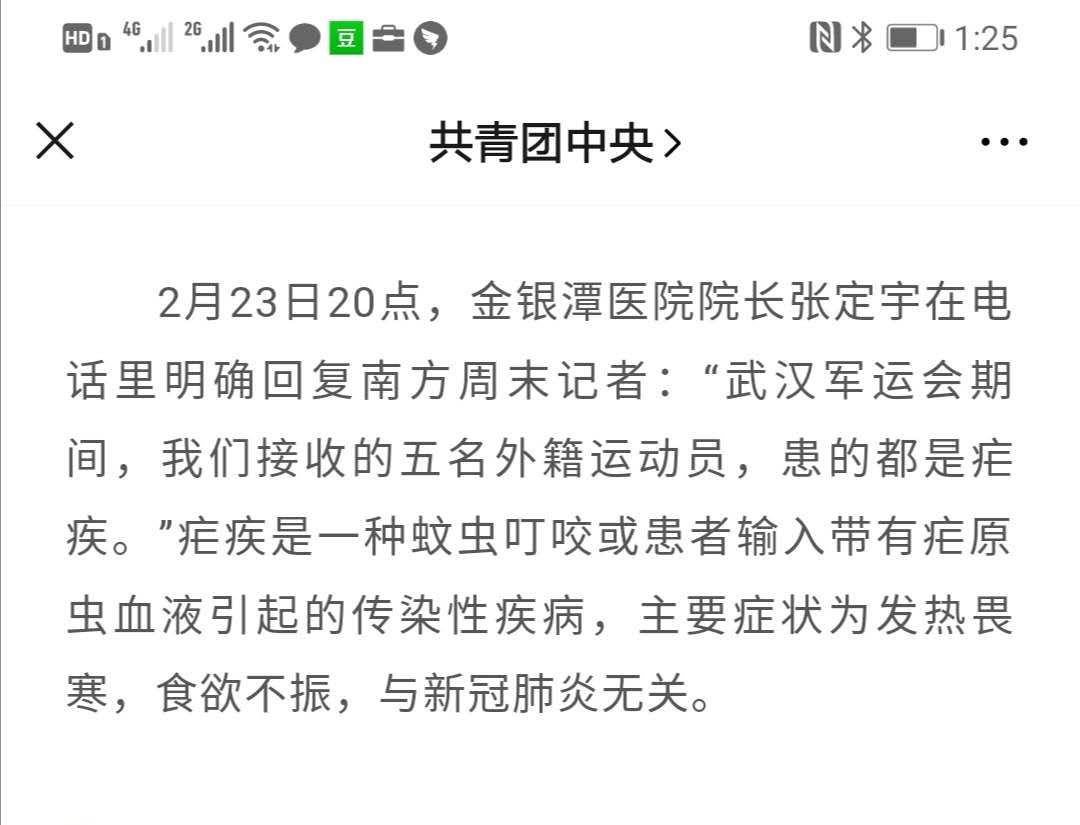 HD 1 4G 2G 豆 1:25
共青团中央
2月23日20点，金银潭医院院长张定宇在电
话里明确回复南方周末记者：“武汉军运会期
间，我们接收的五名外籍运动员，患的都是疟
疾。”疟疾是一种蚊虫叮咬或患者输入带有疟原
虫血液引起的传染性疾病，主要症状为发热畏
寒，食欲不振，与新冠肺炎无关。